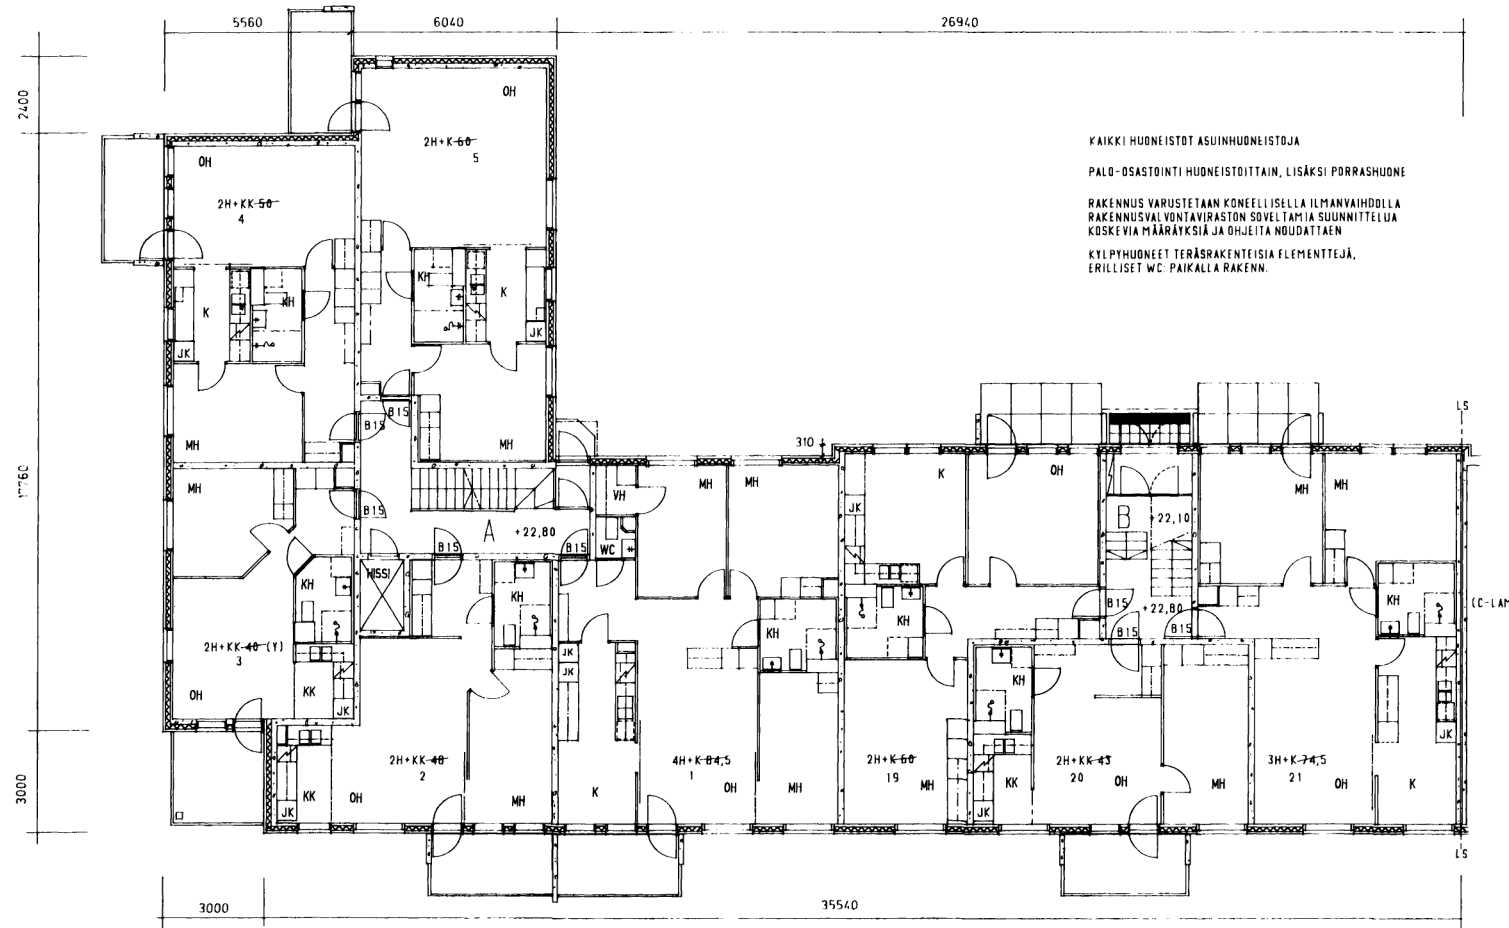 5560
6040
26940
2400
OH
2H+K 60
5
KAIKKI HUONEISTOT ASUINHUONEISTOJA
PALO-OSASTOINTI HUONEISTOITTAIN, LISÄKSI PORRASHUONE
RAKENNUS VARUSTETAAN KONEELLISELLA ILMANVAIHDOLLA
RAKENNUSVALVONTAVIRASTON SOVELTAMIA SUUNNITTELUA
KOSKEVIA MÄÄRÄYKSIÄ JA OHJEITA NOUDATTAEN
KYLPYHUONEET TERÄSRAKENTEISIA ELEMENTTEJÄ,
ERILLISET WC: PAIKALLA RAKENN.
OH
2H+KK 50
4
K
KH
JK
KH
K
JK
MH
B15
B15
MH
310
LS
MH
B15
A
+22,80
B15
B15
HISSI
VH
WC
MH
MH
K
OH
JK
B
+22,10
MH
MH
KH
2H+KK 40 (Y)
3
OH
KK
JK
KH
JK
JK
KH
KH
B15
+22,80
B15
B15
KH
(C-LAM
2H+KK 48
2
KK
JK
OH
MH
4H+K 84,5
1
K
OH
MH
2H+K 60
19
MH
KH
KK
JK
2H+KK 43
20
OH
MH
3H+K 74,5
21
OH
K
JK
3000
LS
3000
35540